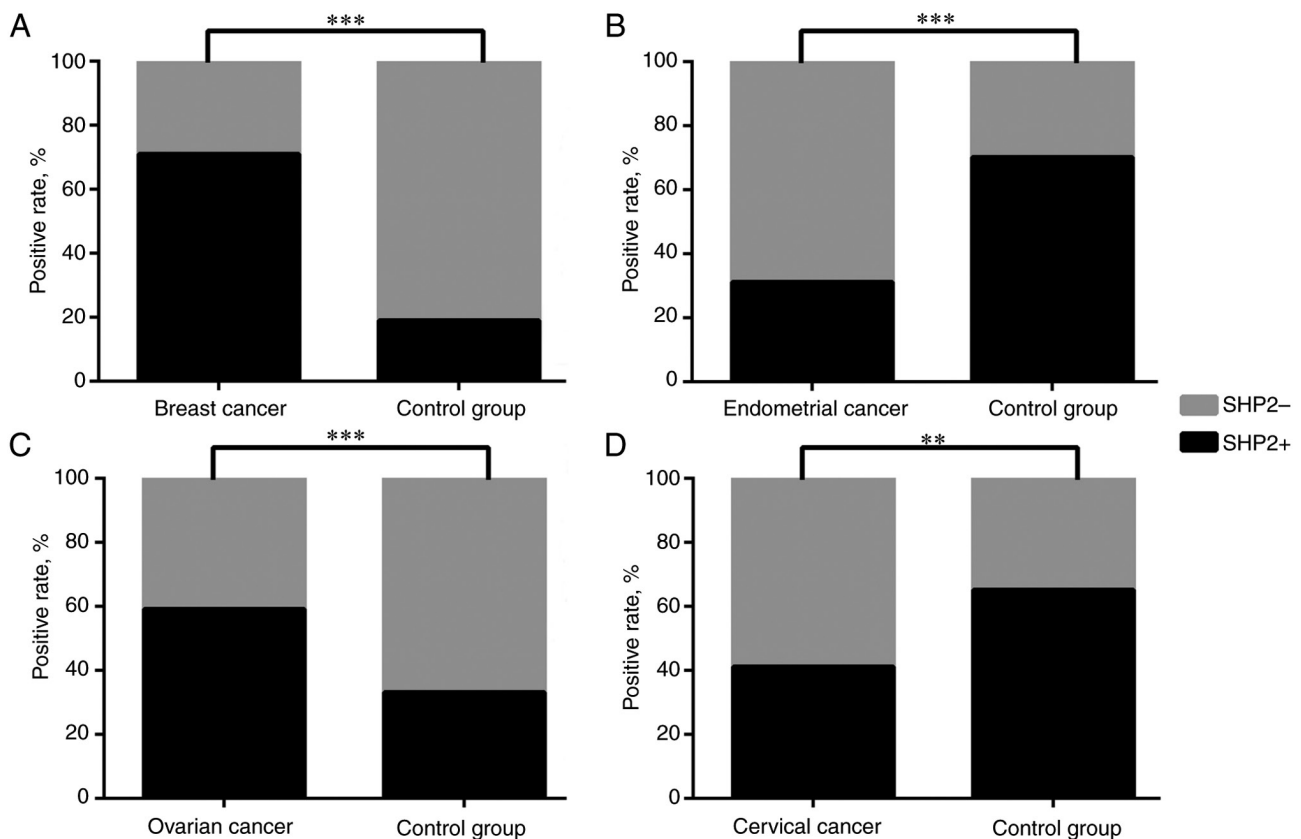 A
***
Positive rate, %
100
80
60
40
20
0
Breast cancer
Control group
B
***
Positive rate, %
100
80
60
40
20
0
Endometrial cancer
Control group
SHP2–
SHP2+
C
***
Positive rate, %
100
80
60
40
20
0
Ovarian cancer
Control group
D
**
Positive rate, %
100
80
60
40
20
0
Cervical cancer
Control group